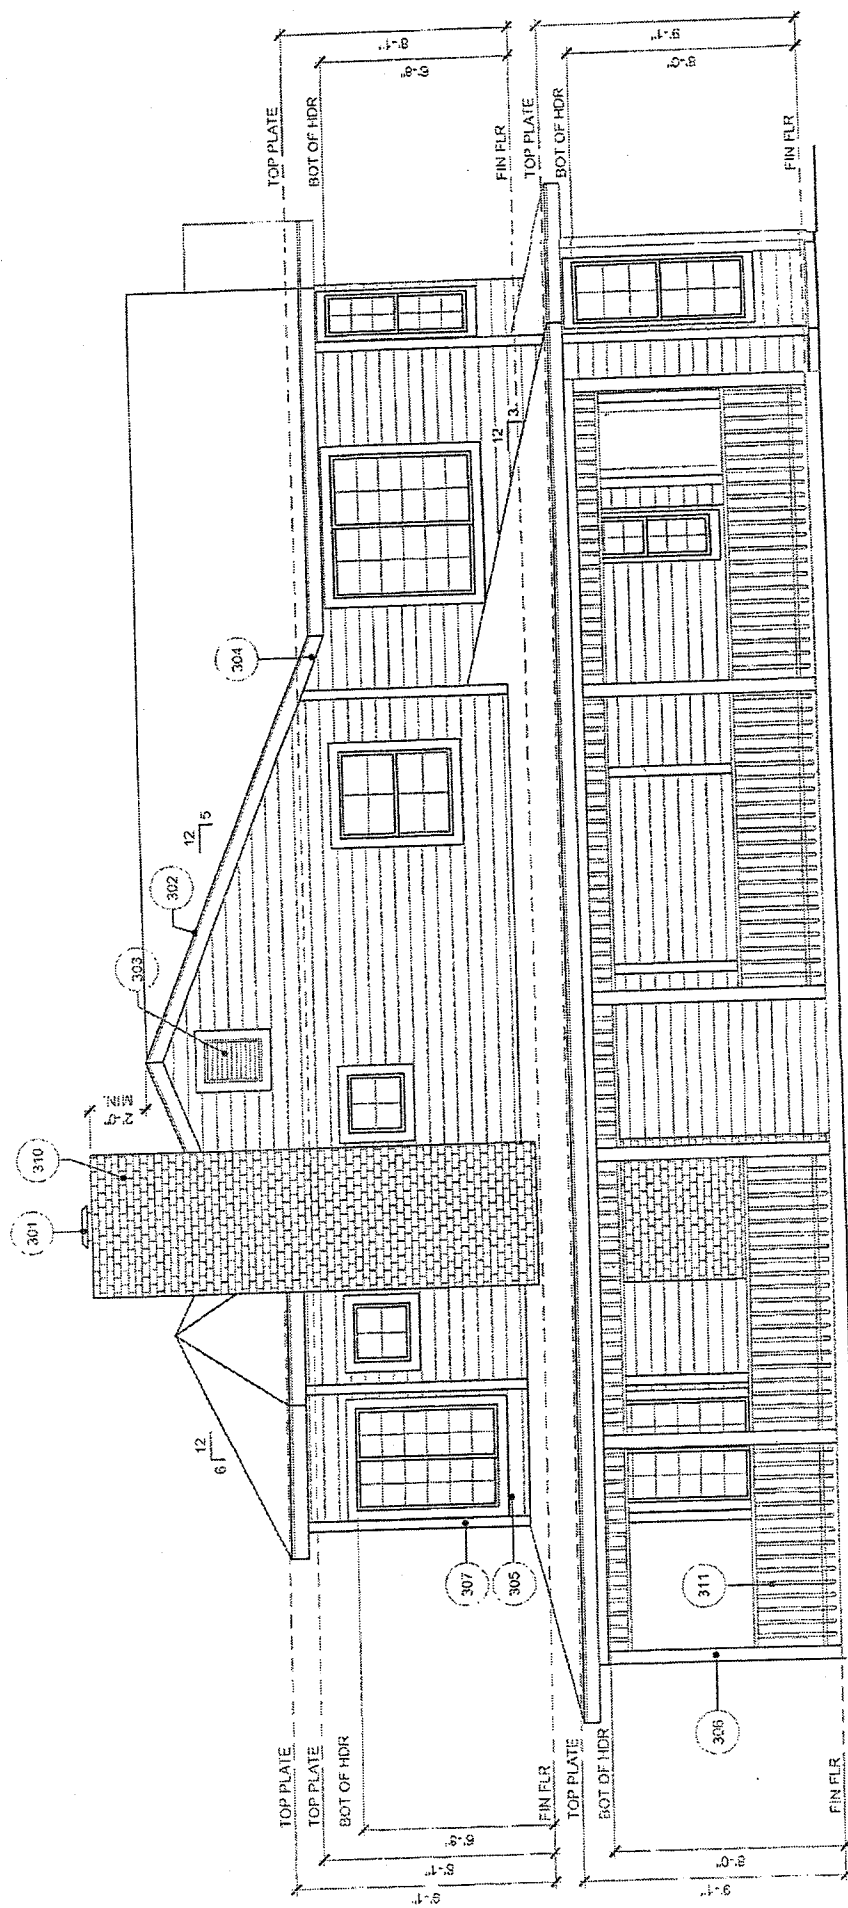 301
310
2'-0"
MIN.
303
302
12
5
304
12
6
12
3
307
305
311
306
TOP PLATE
TOP PLATE
BOT OF HDR
FIN FLR
TOP PLATE
BOT OF HDR
FIN FLR
9'-1"
8'-1"
9'-1"
8'-0"
TOP PLATE
BOT OF HDR
FIN FLR
TOP PLATE
BOT OF HDR
FIN FLR
8'-1"
6'-8"
9'-1"
8'-0"